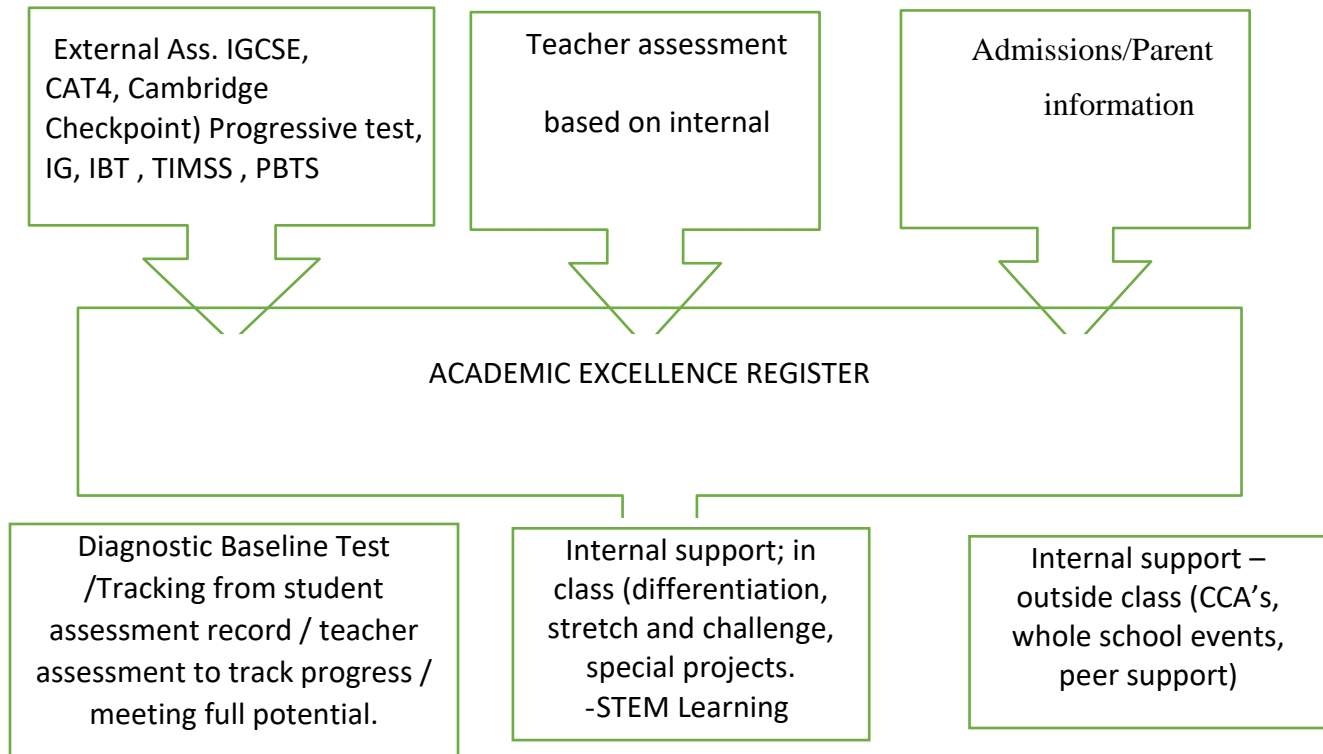 External Ass. IGCSE,
CAT4, Cambridge
Checkpoint) Progressive test,
IG, IBT , TIMSS , PBTS
Teacher assessment
based on internal
Admissions/Parent
information
ACADEMIC EXCELLENCE REGISTER
Diagnostic Baseline Test
/Tracking from student
assessment record / teacher
assessment to track progress /
meeting full potential.
Internal support; in
class (differentiation,
stretch and challenge,
special projects.
-STEM Learning
Internal support –
outside class (CCA’s,
whole school events,
peer support)